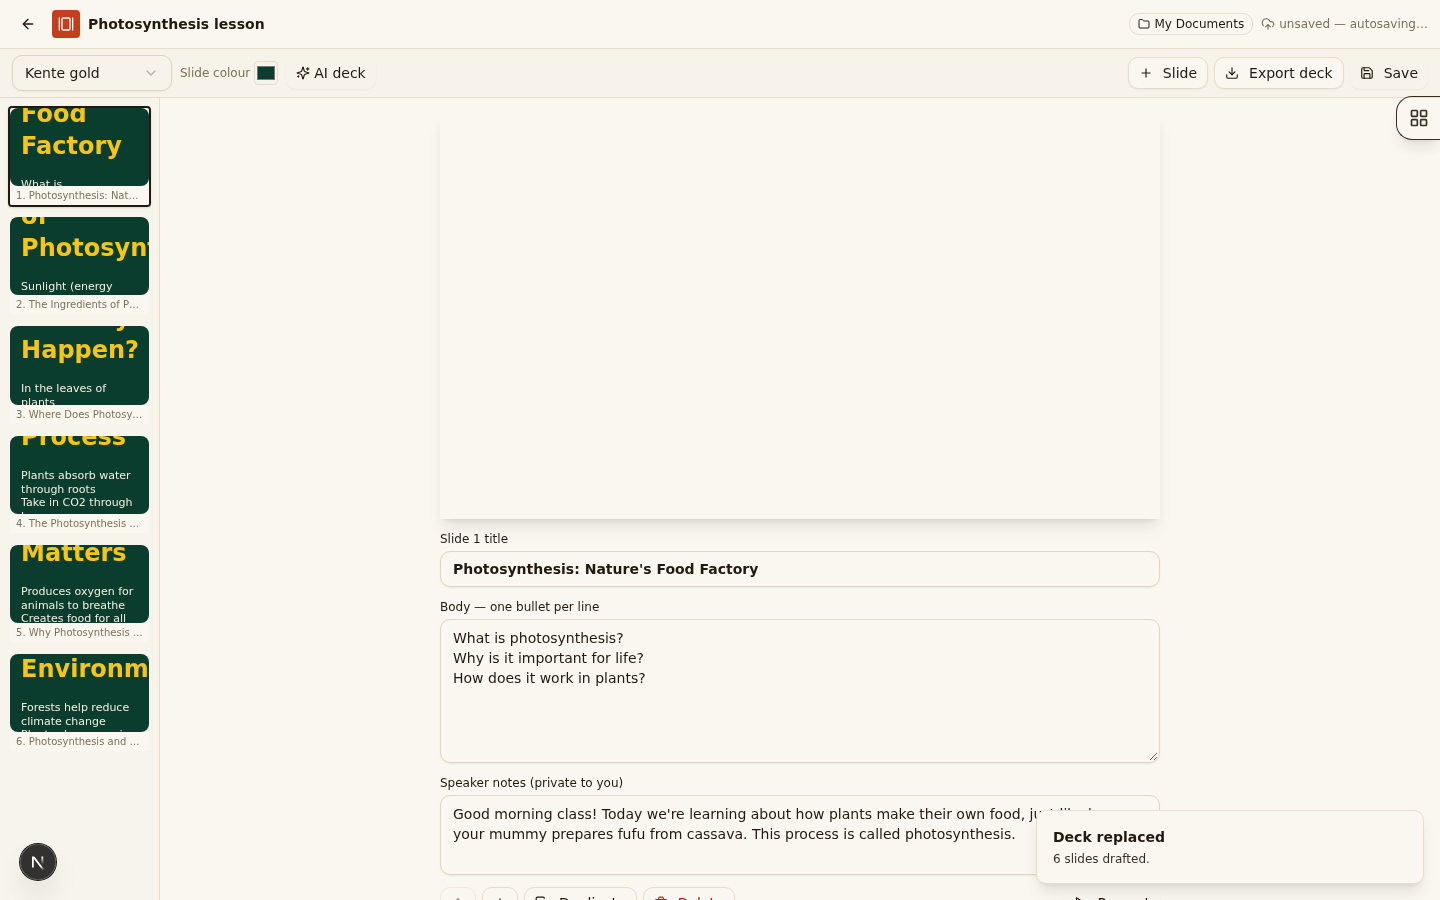 Photosynthesis lesson
My Documents
unsaved — autosaving...
Kente gold
Slide colour
AI deck
Slide
Export deck
Save
Food
Factory
What is
1. Photosynthesis: Nat...
of
Photosynt
Sunlight (energy
2. The Ingredients of P...
Happen?
In the leaves of
plants
3. Where Does Photosy...
Process
Plants absorb water
through roots
Take in CO2 through
4. The Photosynthesis ...
Matters
Produces oxygen for
animals to breathe
Creates food for all
5. Why Photosynthesis ...
Environm
Forests help reduce
climate change
6. Photosynthesis and ...
Slide 1 title
Photosynthesis: Nature's Food Factory
Body — one bullet per line
What is photosynthesis?
Why is it important for life?
How does it work in plants?
Speaker notes (private to you)
Good morning class! Today we're learning about how plants make their own food, just like
your mummy prepares fufu from cassava. This process is called photosynthesis.
Deck replaced
6 slides drafted.
N